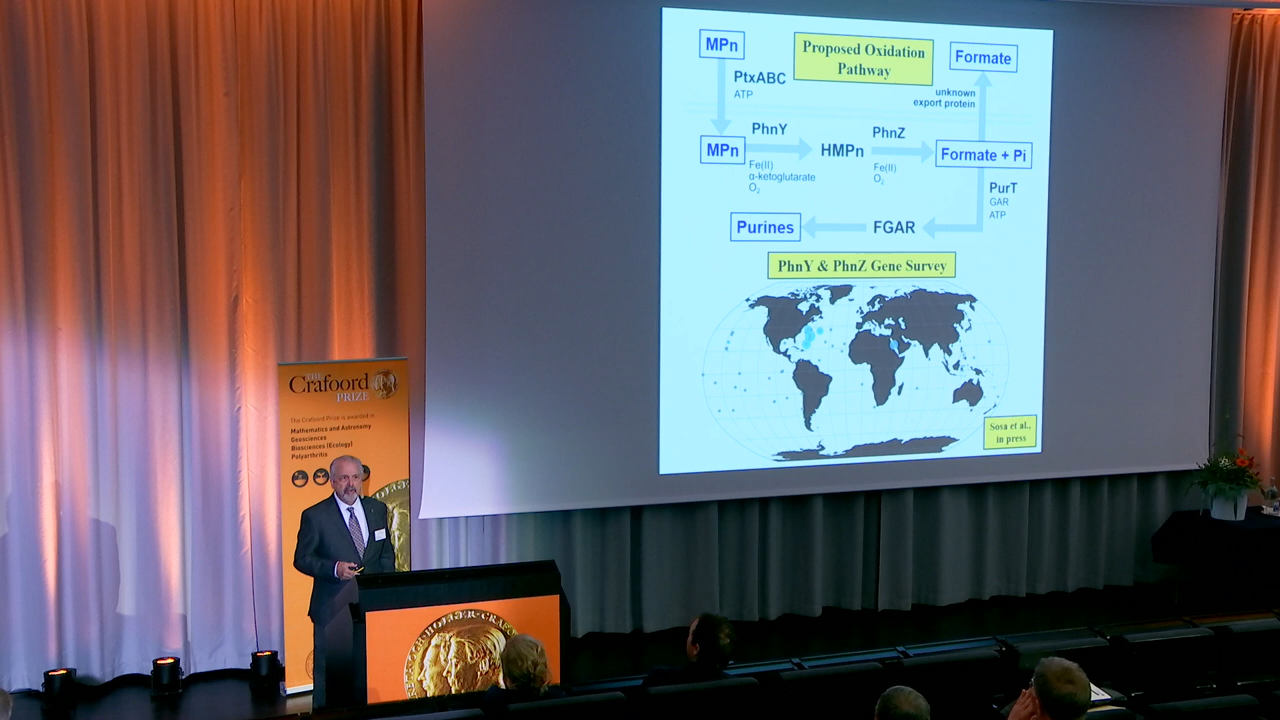 MPn
Proposed Oxidation
Pathway
Formate
PtxABC
ATP
unknown
export protein
MPn
PhnY
Fe(II)
α-ketoglutarate
O2
HMPn
PhnZ
Fe(II)
O2
Formate + Pi
PurT
GAR
ATP
Purines
FGAR
PhnY & PhnZ Gene Survey
Sosa et al.,
in press
THE
Crafoord
PRIZE
The Crafoord Prize is awarded in
Mathematics and Astronomy
Geosciences
Biosciences (Ecology)
Polyarthritis